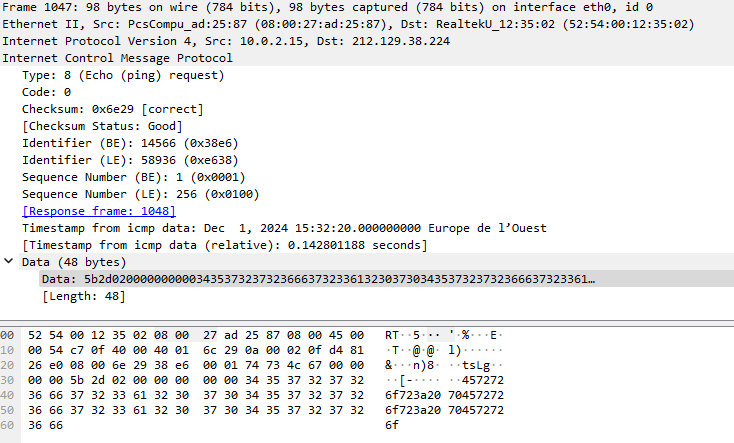 Frame 1047: 98 bytes on wire (784 bits), 98 bytes captured (784 bits) on interface eth0, id 0
Ethernet II, Src: PcsCompu_ad:25:87 (08:00:27:ad:25:87), Dst: RealtekU_12:35:02 (52:54:00:12:35:02)
Internet Protocol Version 4, Src: 10.0.2.15, Dst: 212.129.38.224
Internet Control Message Protocol
Type: 8 (Echo (ping) request)
Code: 0
Checksum: 0x6e29 [correct]
[Checksum Status: Good]
Identifier (BE): 14566 (0x38e6)
Identifier (LE): 58936 (0xe638)
Sequence Number (BE): 1 (0x0001)
Sequence Number (LE): 256 (0x0100)
[Response frame: 1048]
Timestamp from icmp data: Dec  1, 2024 15:32:20.000000000 Europe de l’Ouest
[Timestamp from icmp data (relative): 0.142801188 seconds]
Data (48 bytes)
Data: 5b2d02000000000034353732373236663732336132303730343537323732366637323361…
[Length: 48]
00 52 54 00 12 35 02 08 00 27 ad 25 87 08 00 45 00 RT··5··· '·%···E·
10 00 54 c7 0f 40 00 40 01 6c 29 0a 00 02 0f d4 81 ·T··@·@· l)······
20 26 e0 08 00 6e 29 38 e6 00 01 74 73 4c 67 00 00 &···n)8· ··tsLg··
30 00 00 5b 2d 02 00 00 00 00 00 34 35 37 32 37 32 ··[-···· ··457272
40 36 66 37 32 33 61 32 30 37 30 34 35 37 32 37 32 6f723a20 70457272
50 36 66 37 32 33 61 32 30 37 30 34 35 37 32 37 32 6f723a20 70457272
60 36 66 6f